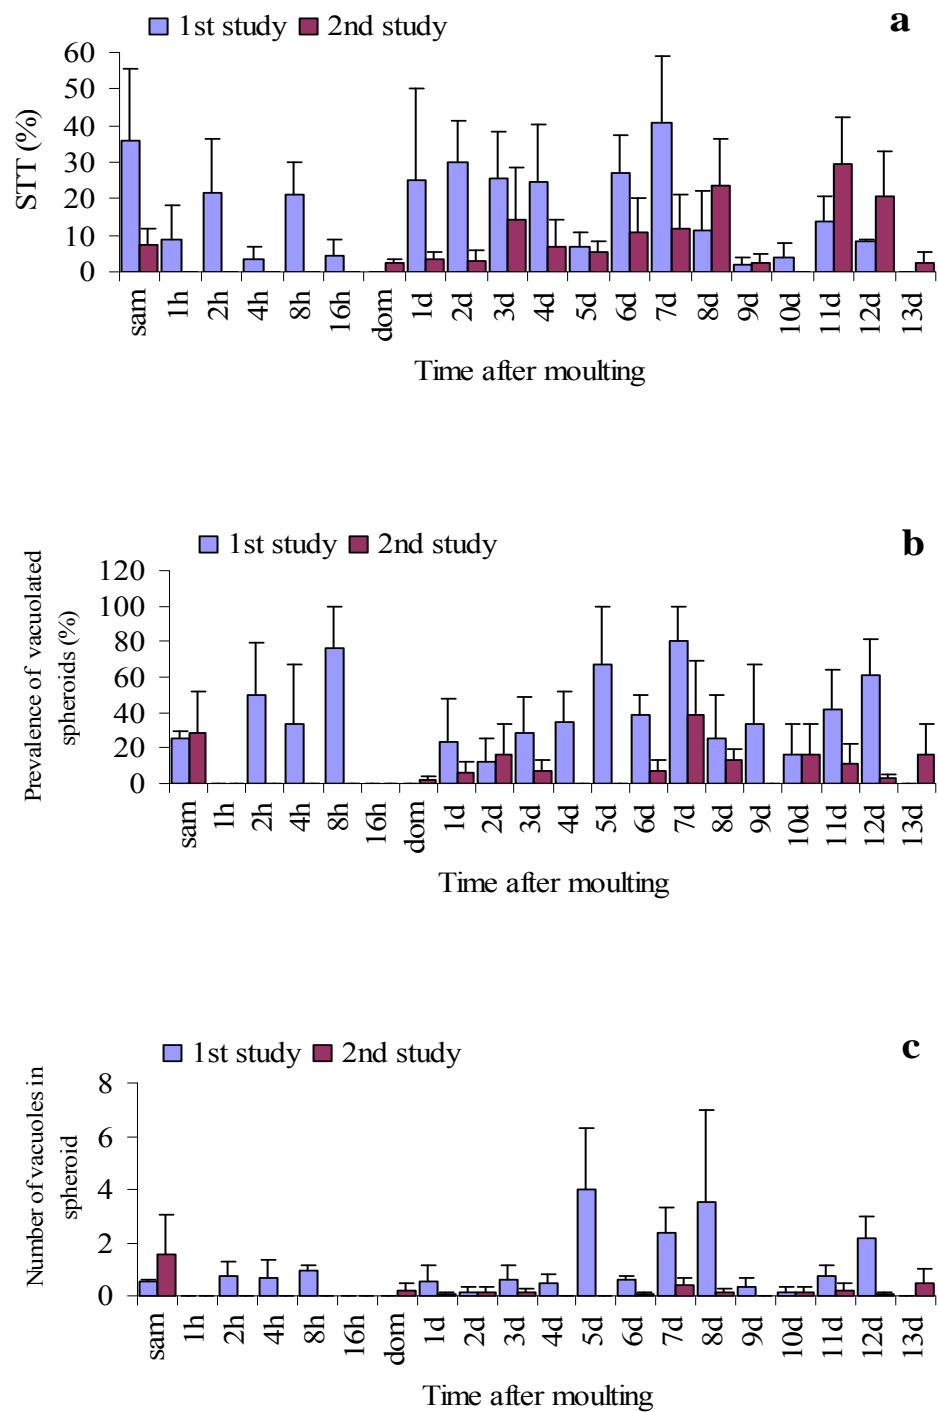 1st study 2nd study a
60
50
40
30
20
10
0
STT (%)
sam 1h 2h 4h 8h 16h dom 1d 2d 3d 4d 5d 6d 7d 8d 9d 10d 11d 12d 13d
Time after moulting
1st study 2nd study b
120
100
80
60
40
20
0
Prevalence of vacuolated
spheroids (%)
sam 1h 2h 4h 8h 16h dom 1d 2d 3d 4d 5d 6d 7d 8d 9d 10d 11d 12d 13d
Time after moulting
1st study 2nd study c
8
6
4
2
0
Number of vacuoles in
spheroid
sam 1h 2h 4h 8h 16h dom 1d 2d 3d 4d 5d 6d 7d 8d 9d 10d 11d 12d 13d
Time after moulting